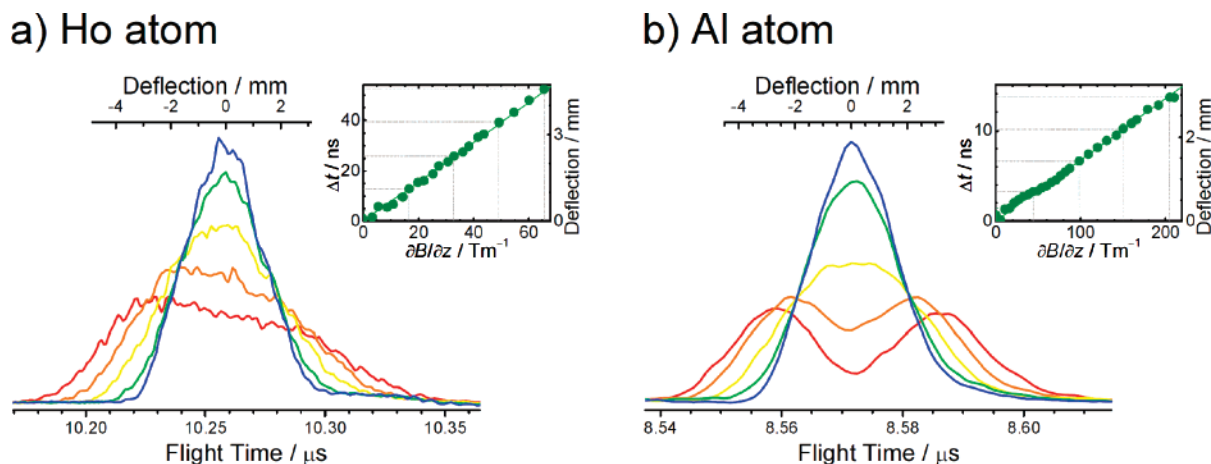 a) Ho atom
b) Al atom
Deflection / mm
-4 -2 0 2
Δt / ns
40
20
0
3
0
Deflection / mm
0 20 40 60
∂B/∂z / Tm⁻¹
10.20 10.25 10.30 10.35
Flight Time / μs
Deflection / mm
-4 -2 0 2
Δt / ns
10
0
2
0
Deflection / mm
0 100 200
∂B/∂z / Tm⁻¹
8.54 8.56 8.58 8.60
Flight Time / μs